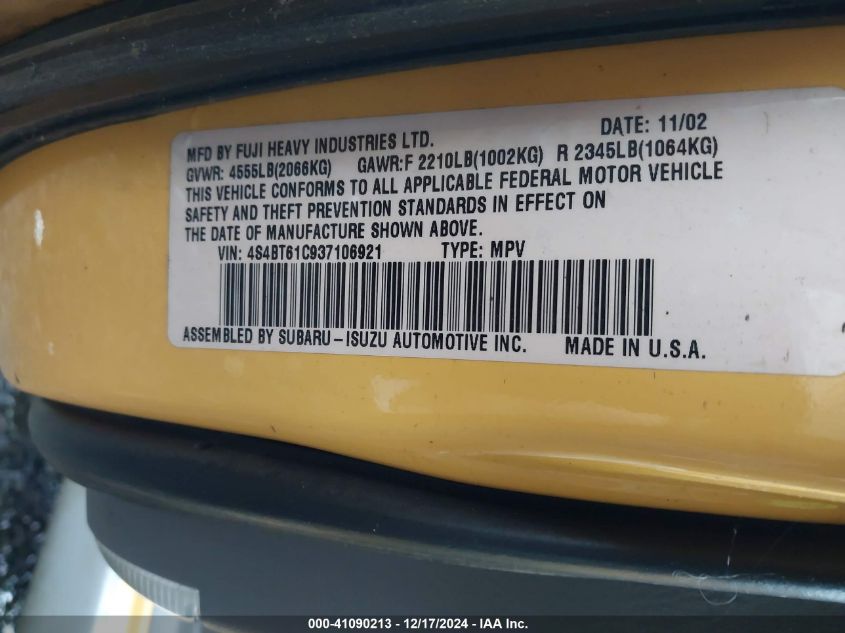 DATE: 11/02
MFD BY FUJI HEAVY INDUSTRIES LTD.
GVWR: 4555LB(2066KG) GAWR:F 2210LB(1002KG) R 2345LB(1064KG)
THIS VEHICLE CONFORMS TO ALL APPLICABLE FEDERAL MOTOR VEHICLE
SAFETY AND THEFT PREVENTION STANDARDS IN EFFECT ON
THE DATE OF MANUFACTURE SHOWN ABOVE.
VIN: 4S4BT61C937106921 TYPE: MPV
ASSEMBLED BY SUBARU-ISUZU AUTOMOTIVE INC. MADE IN U.S.A.
000-41090213 - 12/17/2024 - IAA Inc.